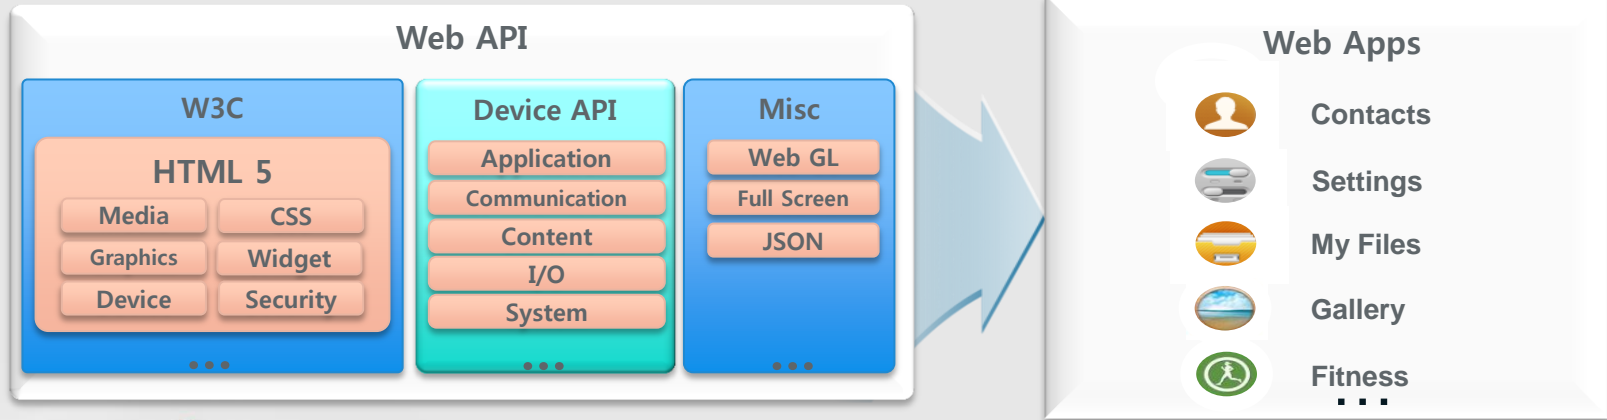 Web API
W3C
HTML 5
Media
CSS
Graphics
Widget
Device
Security
...
Device API
Application
Communication
Content
I/O
System
...
Misc
Web GL
Full Screen
JSON
...
Web Apps
Contacts
Settings
My Files
Gallery
Fitness
...